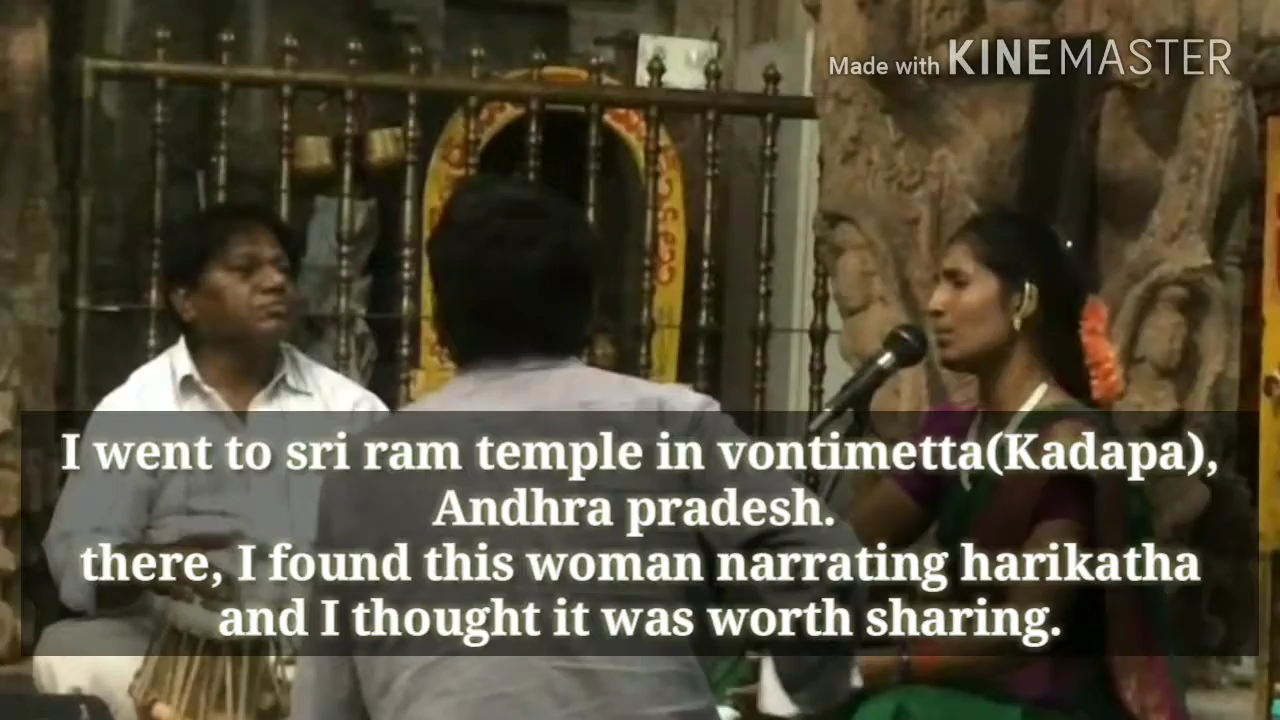 Made with KINEMASTER
I went to sri ram temple in vontimetta(Kadapa),
Andhra pradesh.
there, I found this woman narrating harikatha
and I thought it was worth sharing.